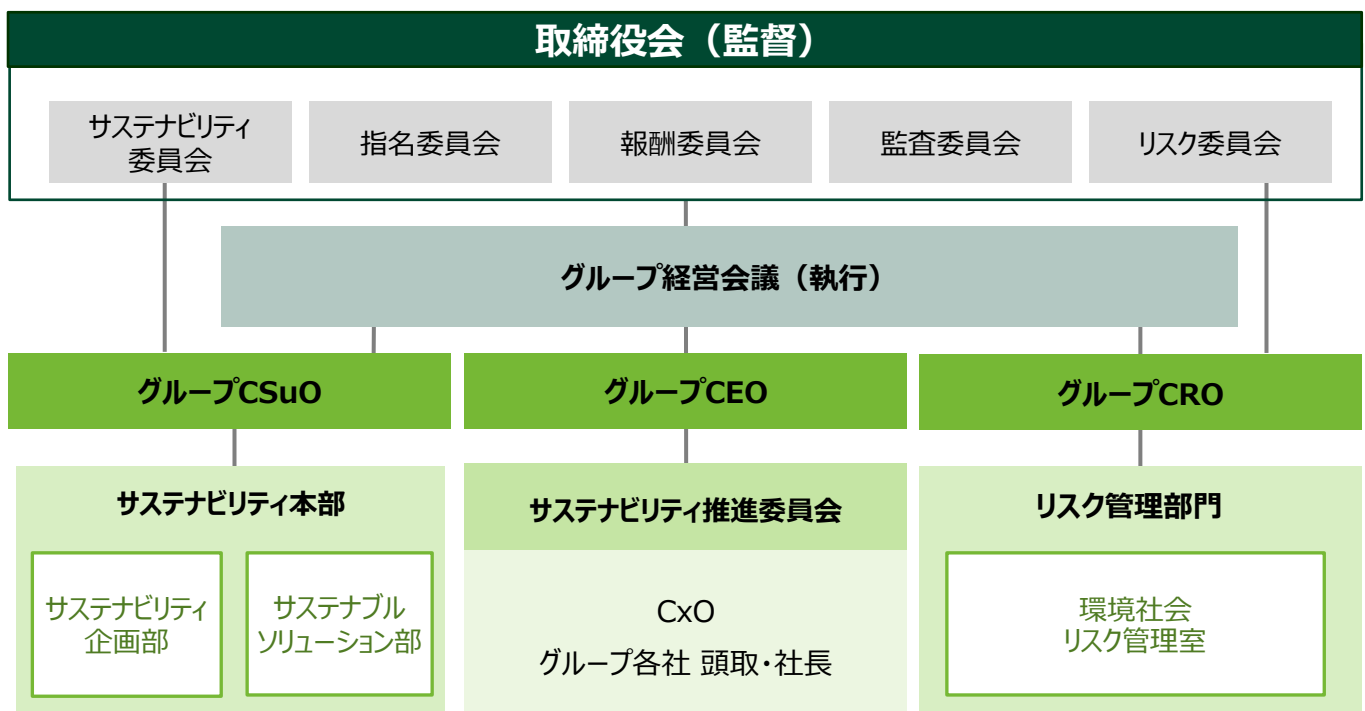 取締役会（監督）
サステナビリティ
委員会
指名委員会
報酬委員会
監査委員会
リスク委員会
グループ経営会議（執行）
グループCSuO
グループCEO
グループCRO
サステナビリティ本部
サステナビリティ
企画部
サステナブル
ソリューション部
サステナビリティ推進委員会
CxO
グループ各社 頭取・社長
リスク管理部門
環境社会
リスク管理室